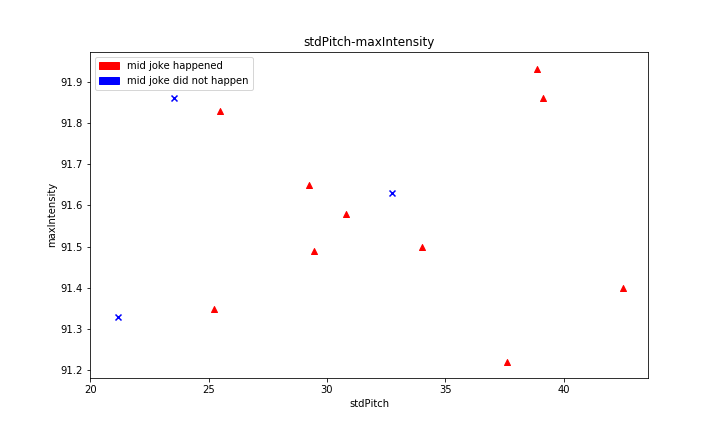 stdPitch-maxIntensity
mid joke happened
mid joke did not happen
91.9
91.8
91.7
91.6
91.5
91.4
91.3
91.2
maxIntensity
20
25
30
35
40
stdPitch